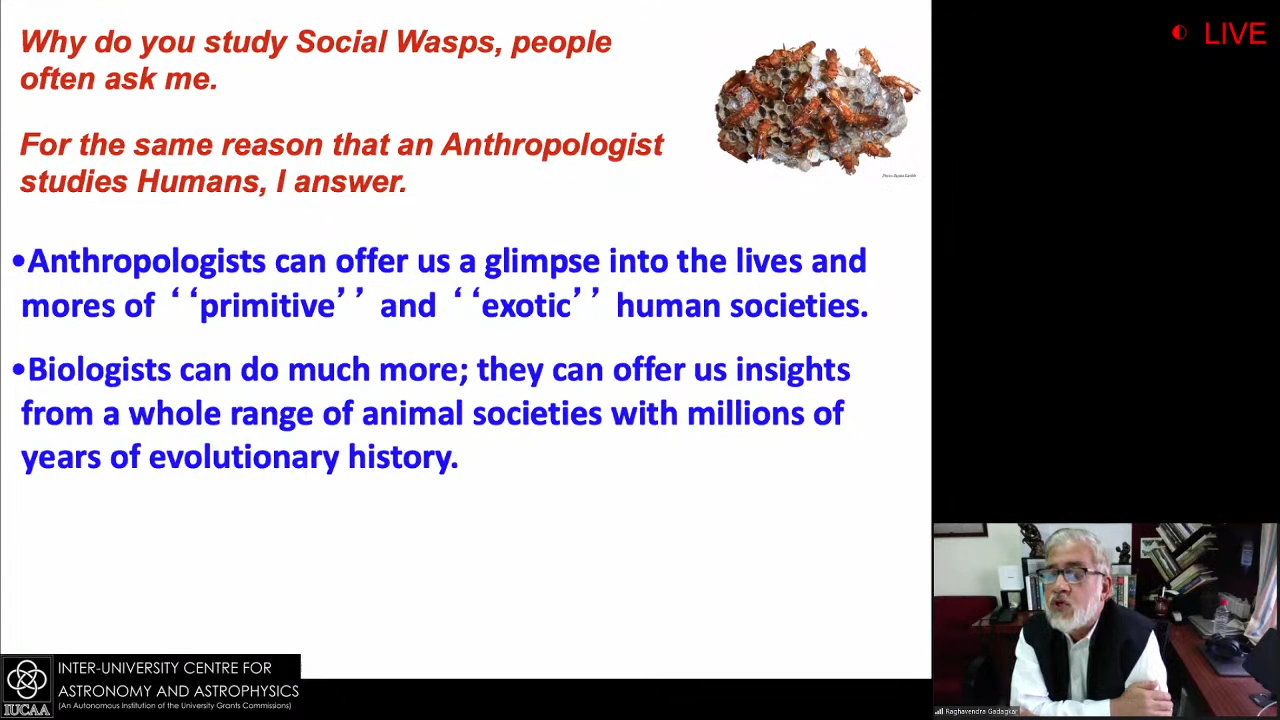 Why do you study Social Wasps, people
often ask me.
For the same reason that an Anthropologist
studies Humans, I answer.
•Anthropologists can offer us a glimpse into the lives and
mores of ‘‘primitive’’ and ‘‘exotic’’ human societies.
•Biologists can do much more; they can offer us insights
from a whole range of animal societies with millions of
years of evolutionary history.
LIVE
IUCAA
INTER-UNIVERSITY CENTRE FOR
ASTRONOMY AND ASTROPHYSICS
(An Autonomous Institution of the University Grants Commissions)
Raghavendra Gadagkar